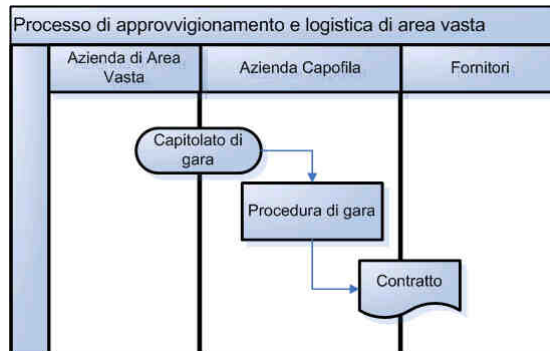 Processo di approvvigionamento e logistica di area vasta
Azienda di Area
Vasta
Azienda Capofila
Fornitori
Capitolato di
gara
Procedura di gara
Contratto